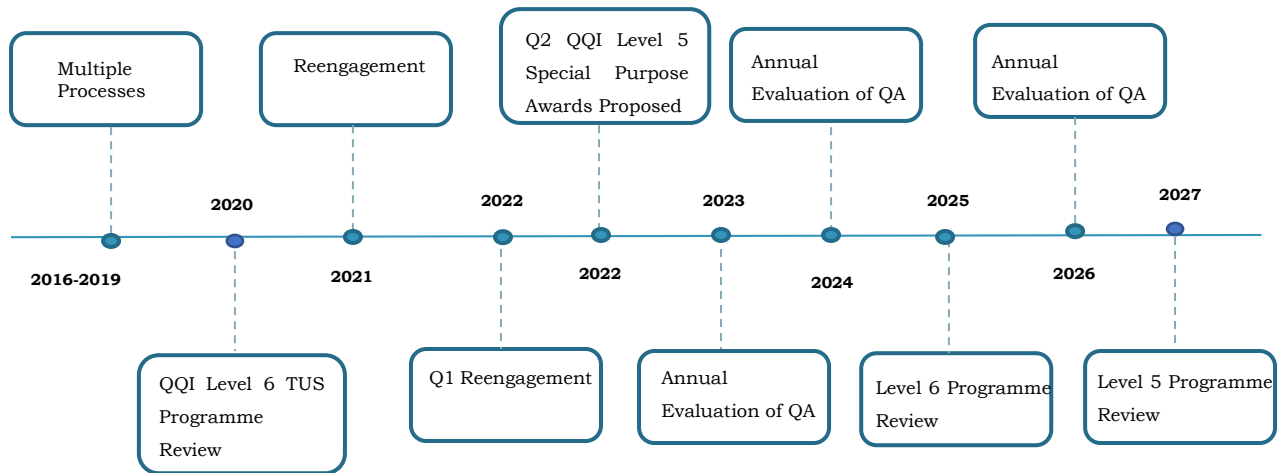 Multiple
Processes
Reengagement
Q2 QQI Level 5
Special Purpose
Awards Proposed
Annual
Evaluation of QA
Annual
Evaluation of QA
2020
2022
2023
2025
2027
2016-2019
2021
2022
2024
2026
QQI Level 6 TUS
Programme
Review
Q1 Reengagement
Annual
Evaluation of QA
Level 6 Programme
Review
Level 5 Programme
Review